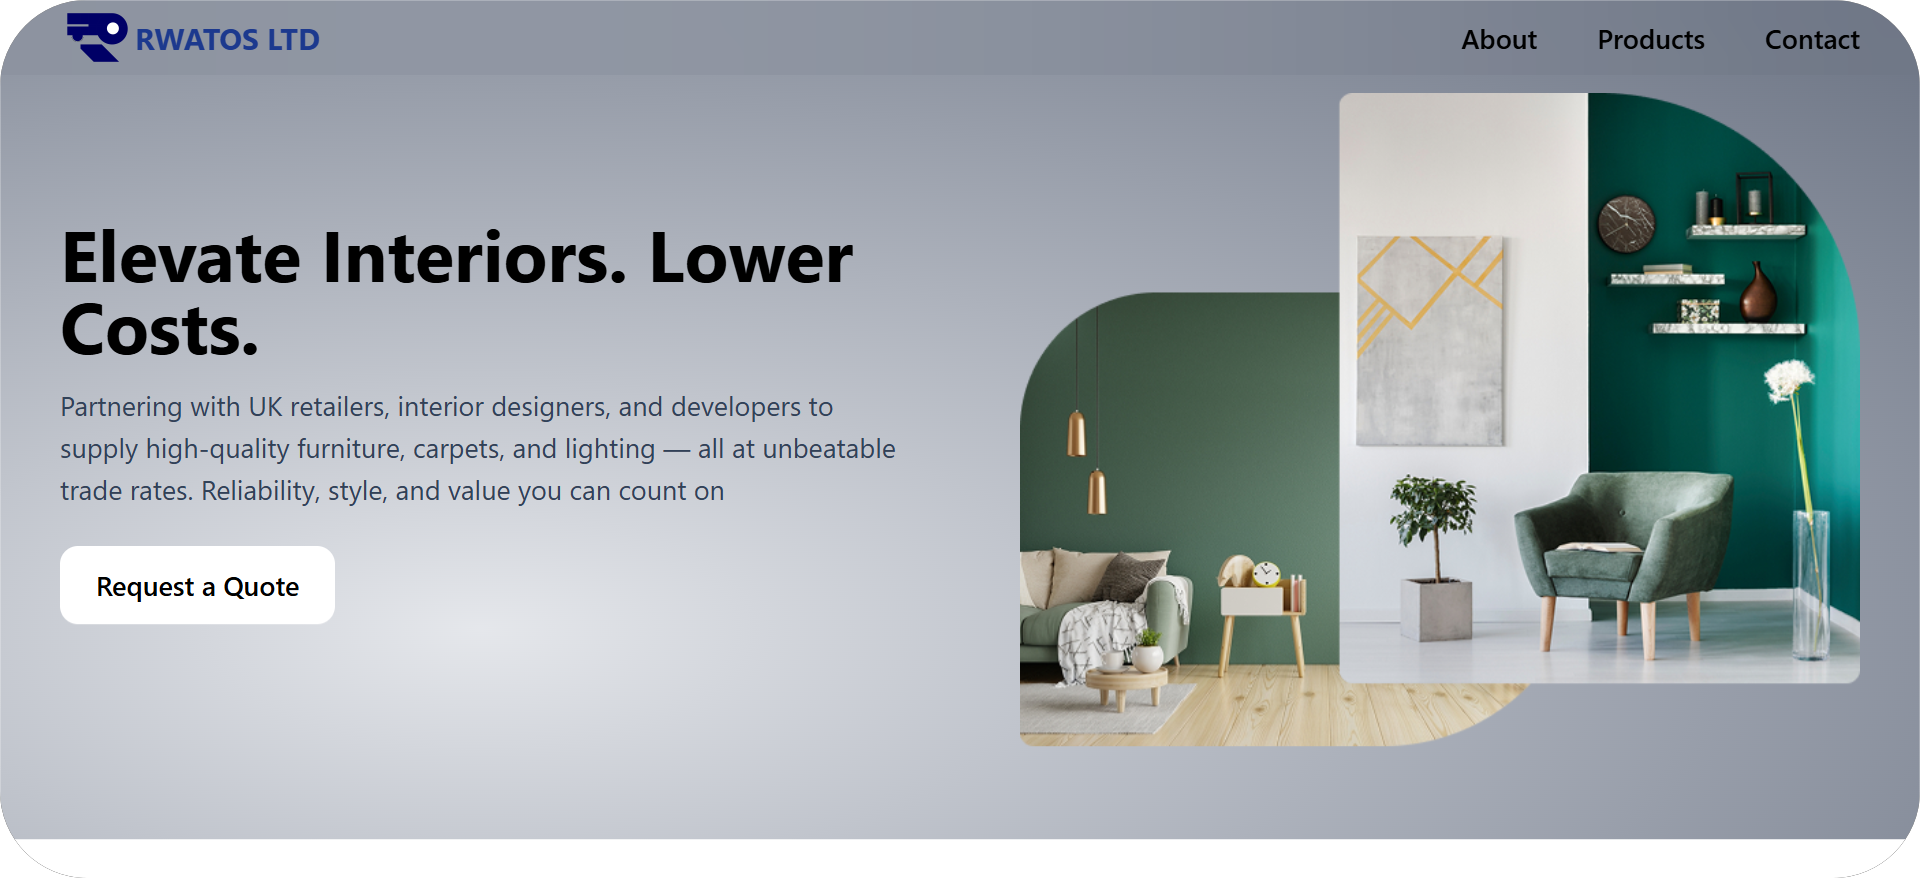 RWATOS LTD
About
Products
Contact
Elevate Interiors. Lower
Costs.
Partnering with UK retailers, interior designers, and developers to
supply high-quality furniture, carpets, and lighting — all at unbeatable
trade rates. Reliability, style, and value you can count on
Request a Quote